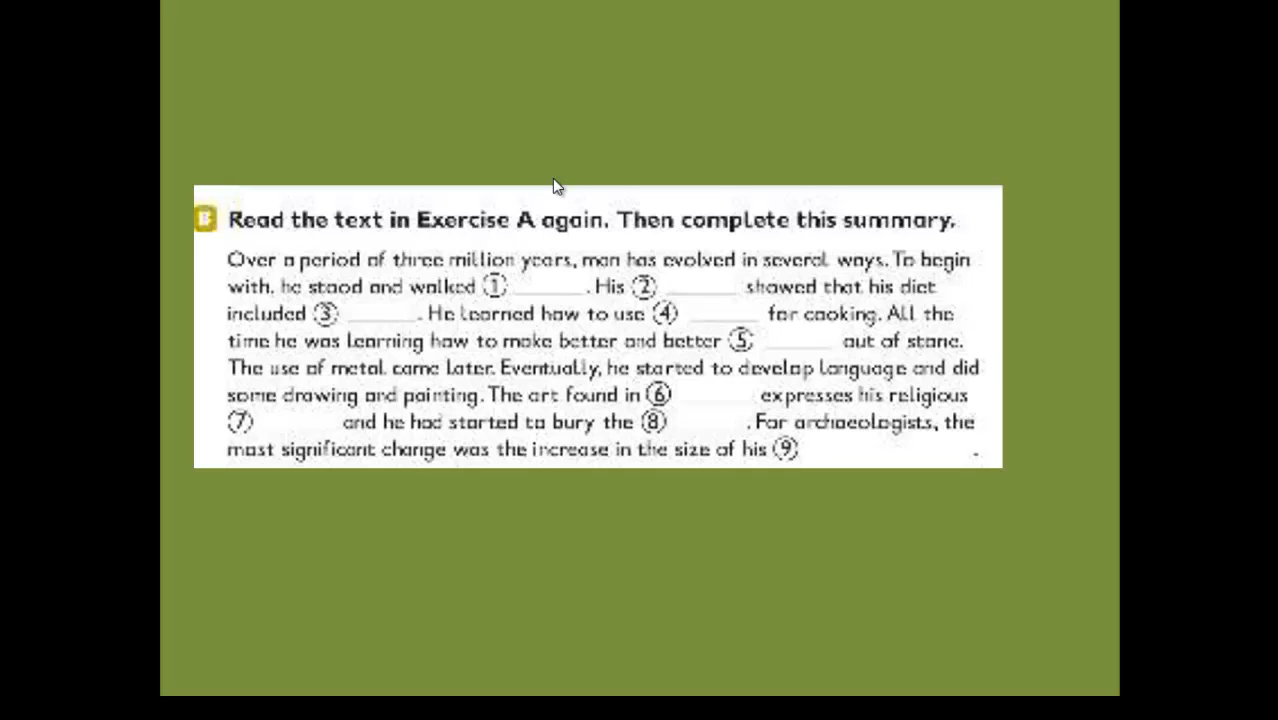 B Read the text in Exercise A again. Then complete this summary.
Over a period of three million years, man has evolved in several ways. To begin
with, he stood and walked ① ______ . His ② ______ showed that his diet
included ③ ______ . He learned how to use ④ ______ for cooking. All the
time he was learning how to make better and better ⑤ ______ out of stone.
The use of metal came later. Eventually, he started to develop language and did
some drawing and painting. The art found in ⑥ ______ expresses his religious
⑦ ______ and he had started to bury the ⑧ ______ . For archaeologists, the
most significant change was the increase in the size of his ⑨ ______ .